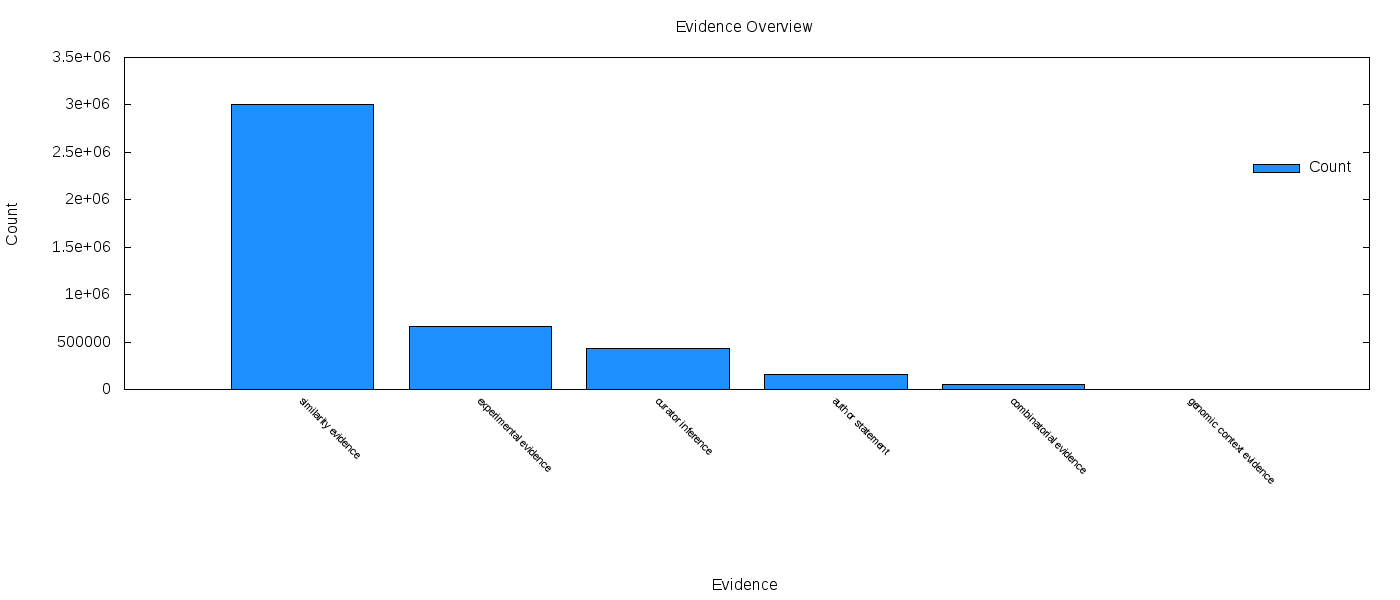 Evidence Overview
3.5e+06
3e+06
2.5e+06
2e+06
1.5e+06
1e+06
500000
0
Count
Count
similarity evidence
experimental evidence
curator inference
author statement
combinatorial evidence
genomic context evidence
Evidence